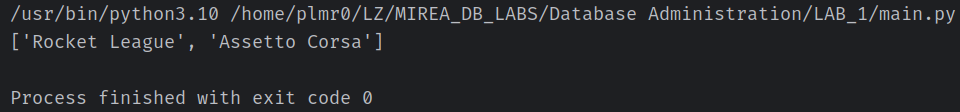 /usr/bin/python3.10 /home/plmr0/LZ/MIREA_DB_LABS/Database Administration/LAB_1/main.py
['Rocket League', 'Assetto Corsa']
Process finished with exit code 0